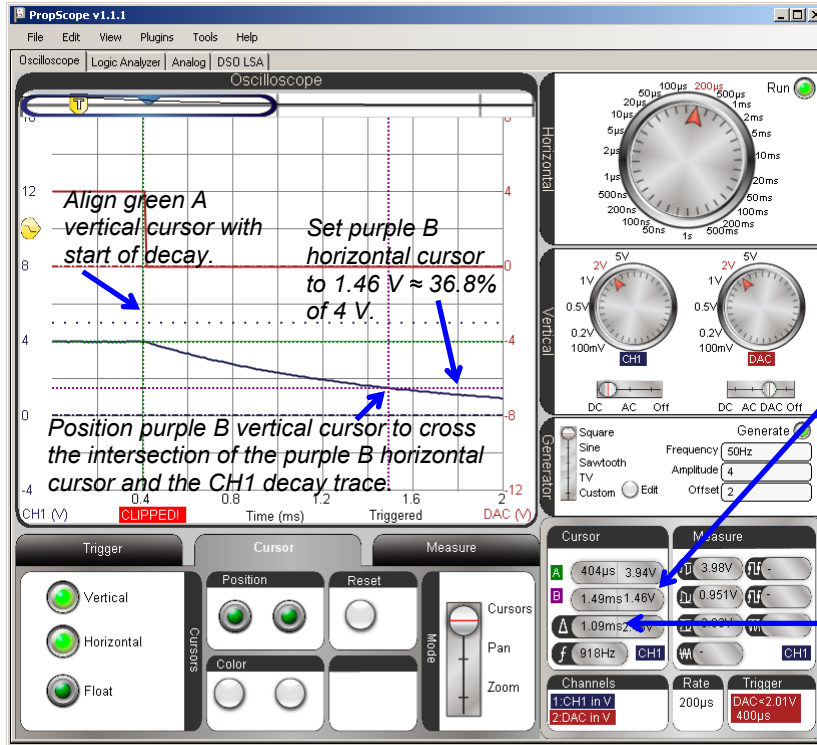 PropScope v1.1.1
File Edit View Plugins Tools Help
Oscilloscope Logic Analyzer Analog DSO LSA
Oscilloscope
T
12
8
4
0
-4
4
0
-4
-8
-12
Align green A
vertical cursor with
start of decay.
Set purple B
horizontal cursor
to 1.46 V ≈ 36.8%
of 4 V.
Position purple B vertical cursor to cross
the intersection of the purple B horizontal
cursor and the CH1 decay trace
0.4 0.8 1.2 1.6 2
CH1 (V) CLIPPED! Time (ms) Triggered DAC (V)
Horizontal
Run
1µs
2µs
5µs
10µs
20µs
50µs
100µs
200µs
500µs
1ms
2ms
5ms
10ms
20ms
50ms
100ms
500ms
1s
50ns
100ns
200ns
500ns
Vertical
5V
2V
1V
0.5V
0.2V
100mV
CH1
DC AC Off
5V
2V
1V
0.5V
0.2V
100mV
DAC
DC AC DAC Off
Generator
Square
Sine
Sawtooth
TV
Custom
Edit
Generate
Frequency 50Hz
Amplitude 4
Offset 2
Trigger Cursor Measure
Vertical
Horizontal
Float
Cursors
Position
Reset
Color
Mode
Cursors
Pan
Zoom
Cursor
A 404µs 3.94V
B 1.49ms 1.46V
Δ 1.09ms
f 918Hz CH1
Measure
3.98V -
0.951V -
- CH1
Channels
1:CH1 in V
2:DAC in V
Rate
200µs
Trigger
DAC<2.01V
400µs